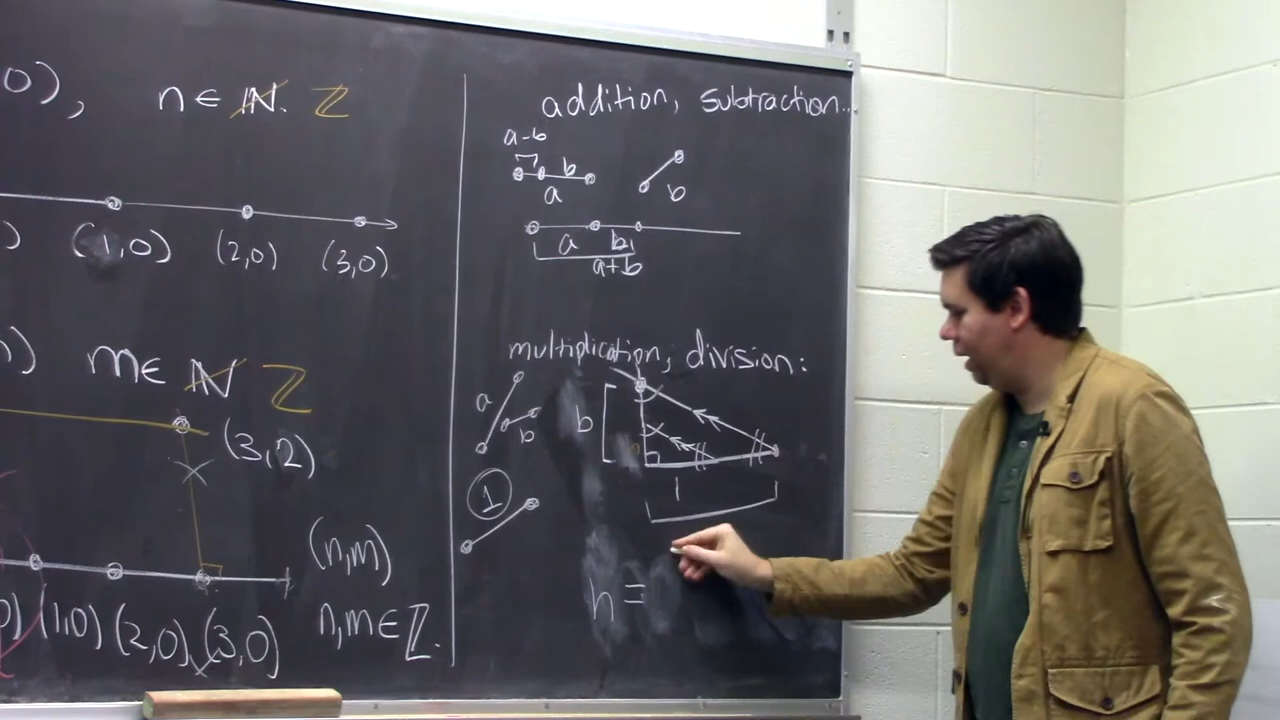 0), n ∈ N. Z
) (1,0) (2,0) (3,0)
) m ∈ N Z
(3,2)
(n,m)
0) (1,0) (2,0) (3,0)
n,m ∈ Z.
addition, subtraction...
a-b
b
a
b
a b
a+b
multiplication, division:
a
b
b
1
1
h =